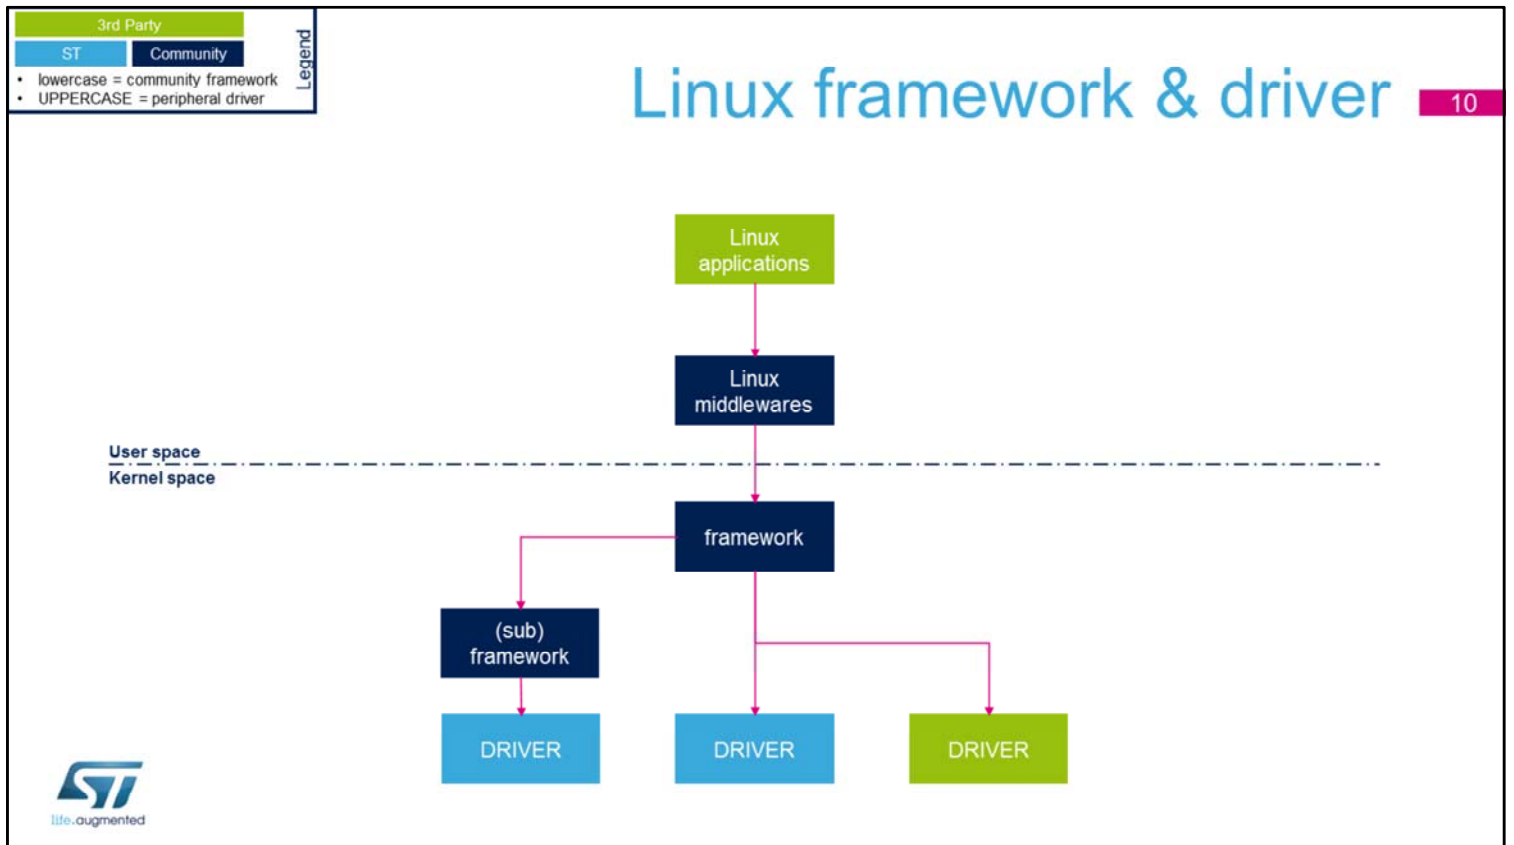 3rd Party
ST
Community
• lowercase = community framework
• UPPERCASE = peripheral driver
Legend
Linux framework & driver
10
Linux
applications
Linux
middlewares
User space
Kernel space
framework
(sub)
framework
DRIVER
DRIVER
DRIVER
ST
life.augmented